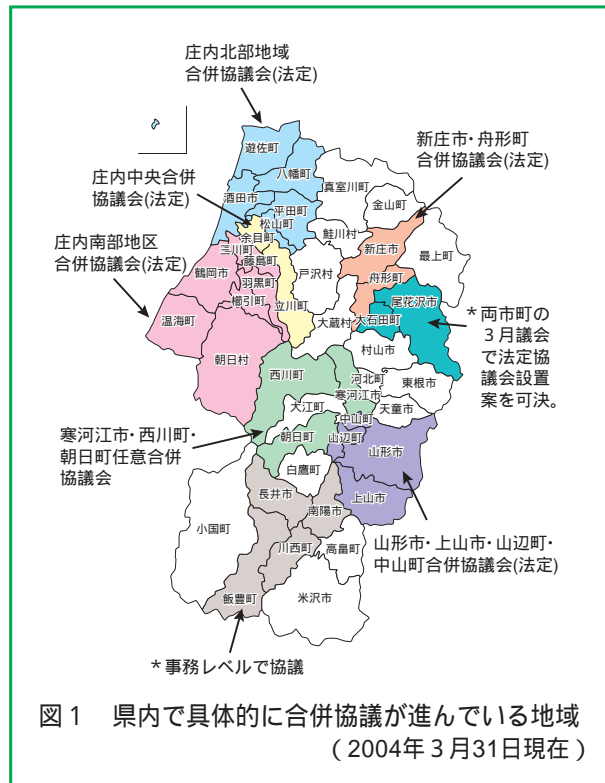 庄内北部地域
合併協議会(法定)
新庄市・舟形町
合併協議会(法定)
庄内中央合併
協議会(法定)
庄内南部地区
合併協議会(法定)
遊佐町
八幡町
真室川町
金山町
酒田市
平田町
松山町
鮭川村
余目町
新庄市
最上町
三川町
藤島町
戸沢村
鶴岡市
羽黒町
舟形町
櫛引町
立川町
尾花沢市
温海町
大蔵村
大石田町
*両市町の
3月議会
で法定協
議会設置
案を可決。
朝日村
村山市
西川町
河北町
東根市
寒河江市
大江町
天童市
中山町
寒河江市・西川町・
朝日町任意合併
協議会
朝日町
山辺町
山形市
白鷹町
長井市
上山市
南陽市
小国町
山形市・上山市・山辺町・
中山町合併協議会(法定)
川西町
高畠町
飯豊町
米沢市
*事務レベルで協議
図1 県内で具体的に合併協議が進んでいる地域
(2004年3月31日現在)